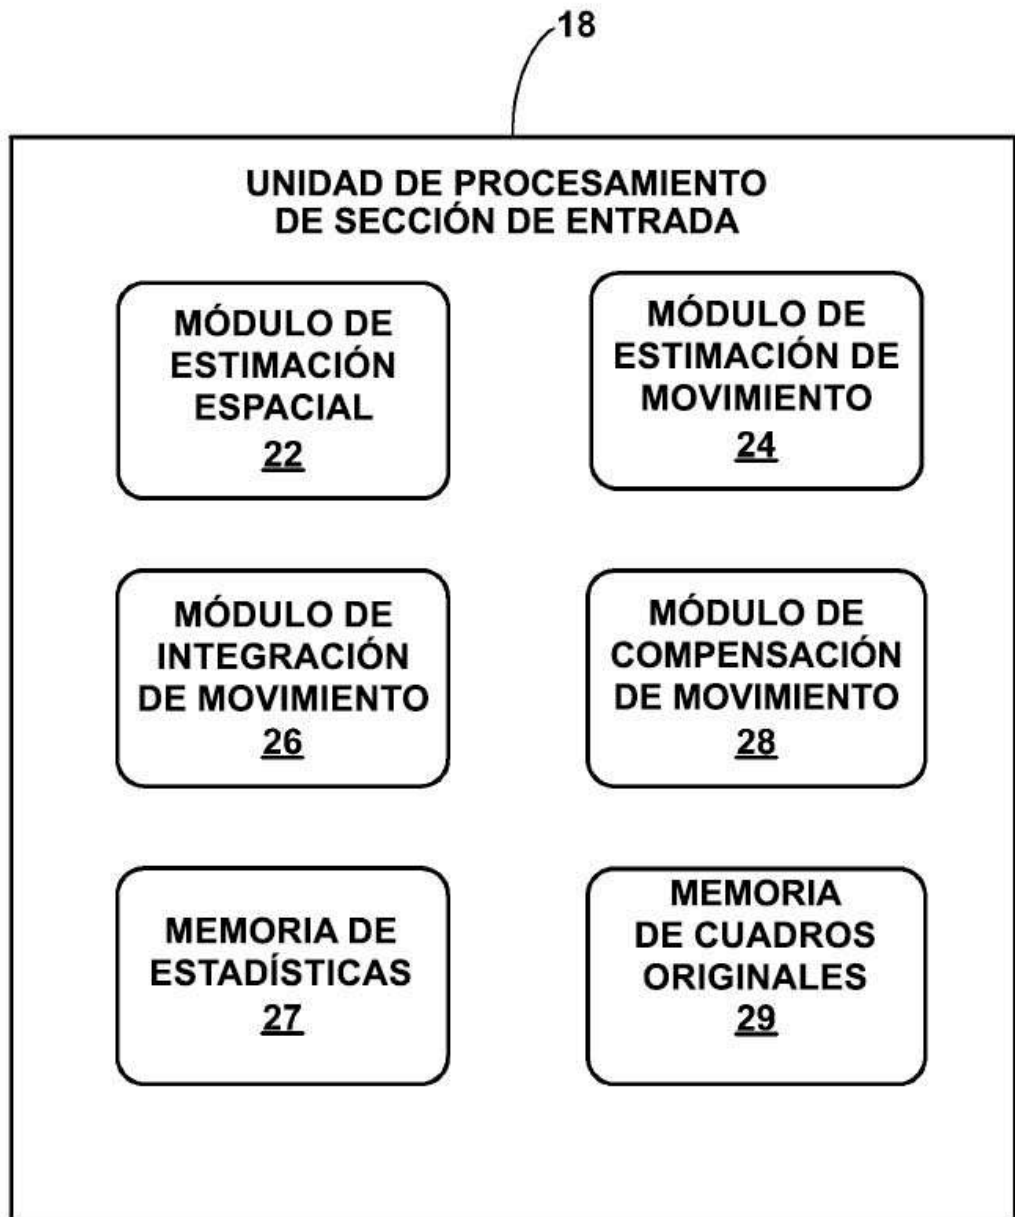 18
UNIDAD DE PROCESAMIENTO
DE SECCIÓN DE ENTRADA
MÓDULO DE
ESTIMACIÓN
ESPACIAL
22
MÓDULO DE
ESTIMACIÓN DE
MOVIMIENTO
24
MÓDULO DE
INTEGRACIÓN
DE MOVIMIENTO
26
MÓDULO DE
COMPENSACIÓN
DE MOVIMIENTO
28
MEMORIA DE
ESTADÍSTICAS
27
MEMORIA
DE CUADROS
ORIGINALES
29